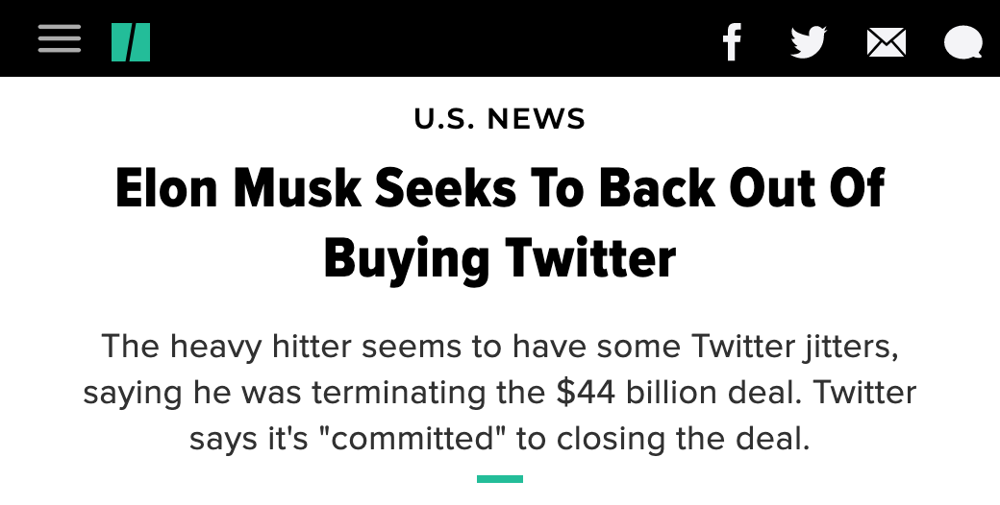 U.S. NEWS
Elon Musk Seeks To Back Out Of
Buying Twitter
The heavy hitter seems to have some Twitter jitters,
saying he was terminating the $44 billion deal. Twitter
says it's "committed" to closing the deal.